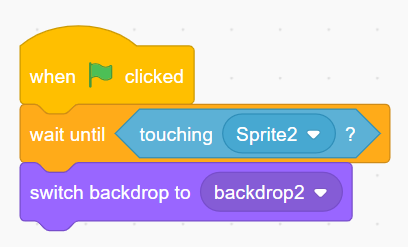 when clicked
wait until touching Sprite2 ?
switch backdrop to backdrop2